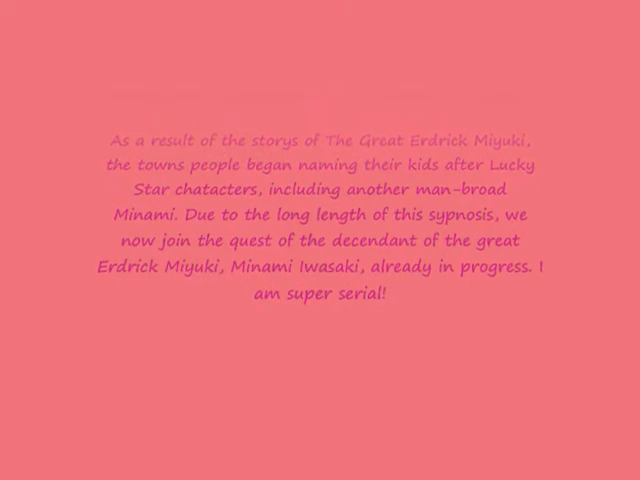 As a result of the storys of The Great Erdrick Miyuki,
the towns people began naming their kids after Lucky
Star chatacters, including another man-broad
Minami. Due to the long length of this sypnosis, we
now join the quest of the decendant of the great
Erdrick Miyuki, Minami Iwasaki, already in progress. I
am super serial!